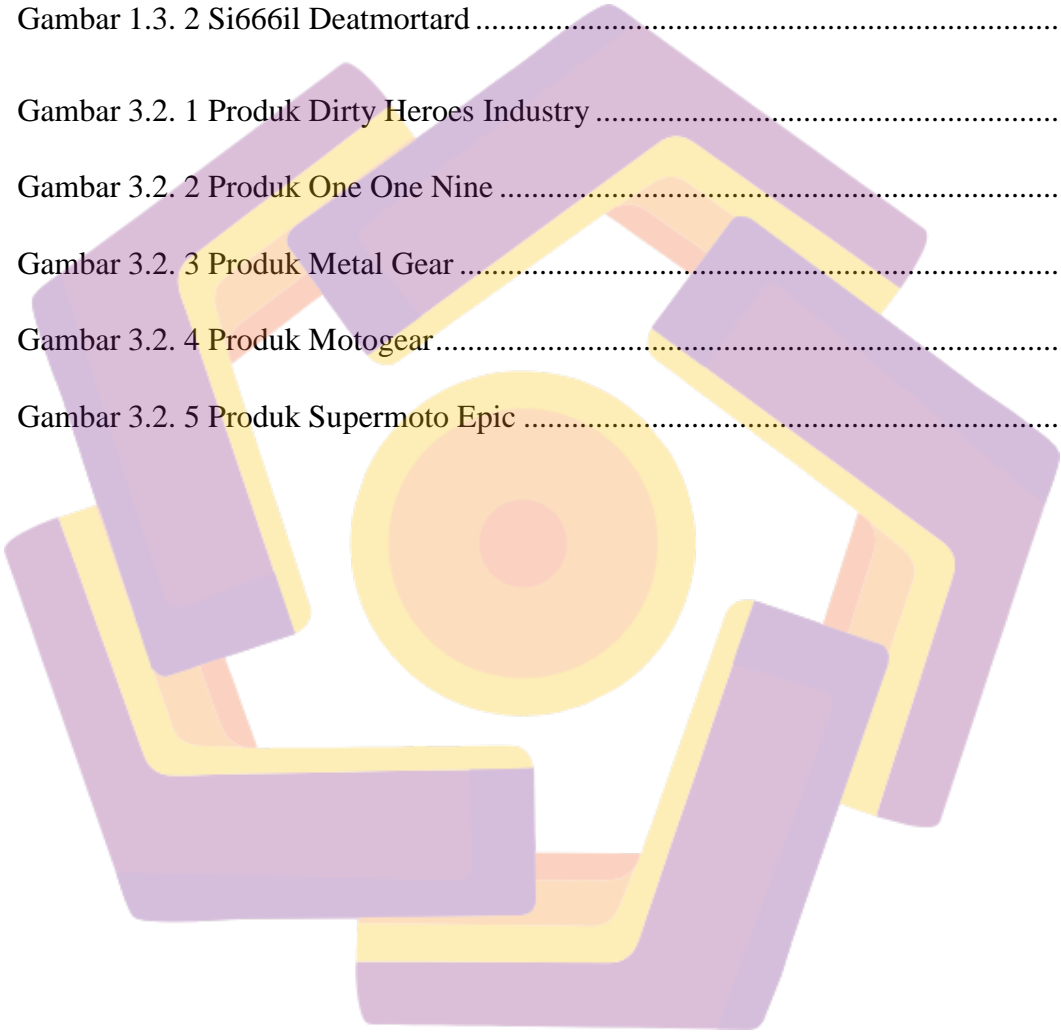 Gambar 1.3. 2 Si666il Deatmortard ..........................................................................................
Gambar 3.2. 1 Produk Dirty Heroes Industry ......................................................................
Gambar 3.2. 2 Produk One One Nine .....................................................................................
Gambar 3.2. 3 Produk Metal Gear ...........................................................................................
Gambar 3.2. 4 Produk Motogear...............................................................................................
Gambar 3.2. 5 Produk Supermoto Epic ..................................................................................